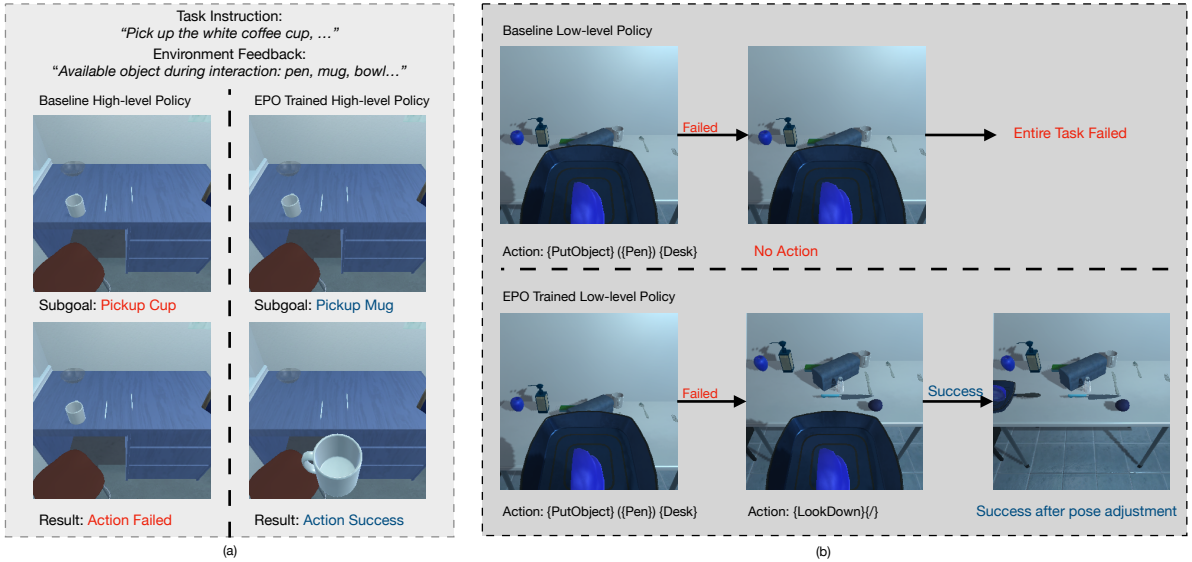 Task Instruction:
“Pick up the white coffee cup, …”
Environment Feedback:
“Available object during interaction: pen, mug, bowl…”
Baseline High-level Policy
EPO Trained High-level Policy
Subgoal: Pickup Cup
Subgoal: Pickup Mug
Result: Action Failed
Result: Action Success
(a)
Baseline Low-level Policy
Failed
Entire Task Failed
Action: {PutObject} ({Pen}) {Desk}
No Action
EPO Trained Low-level Policy
Failed
Success
Action: {PutObject} ({Pen}) {Desk}
Action: {LookDown}{/}
Success after pose adjustment
(b)